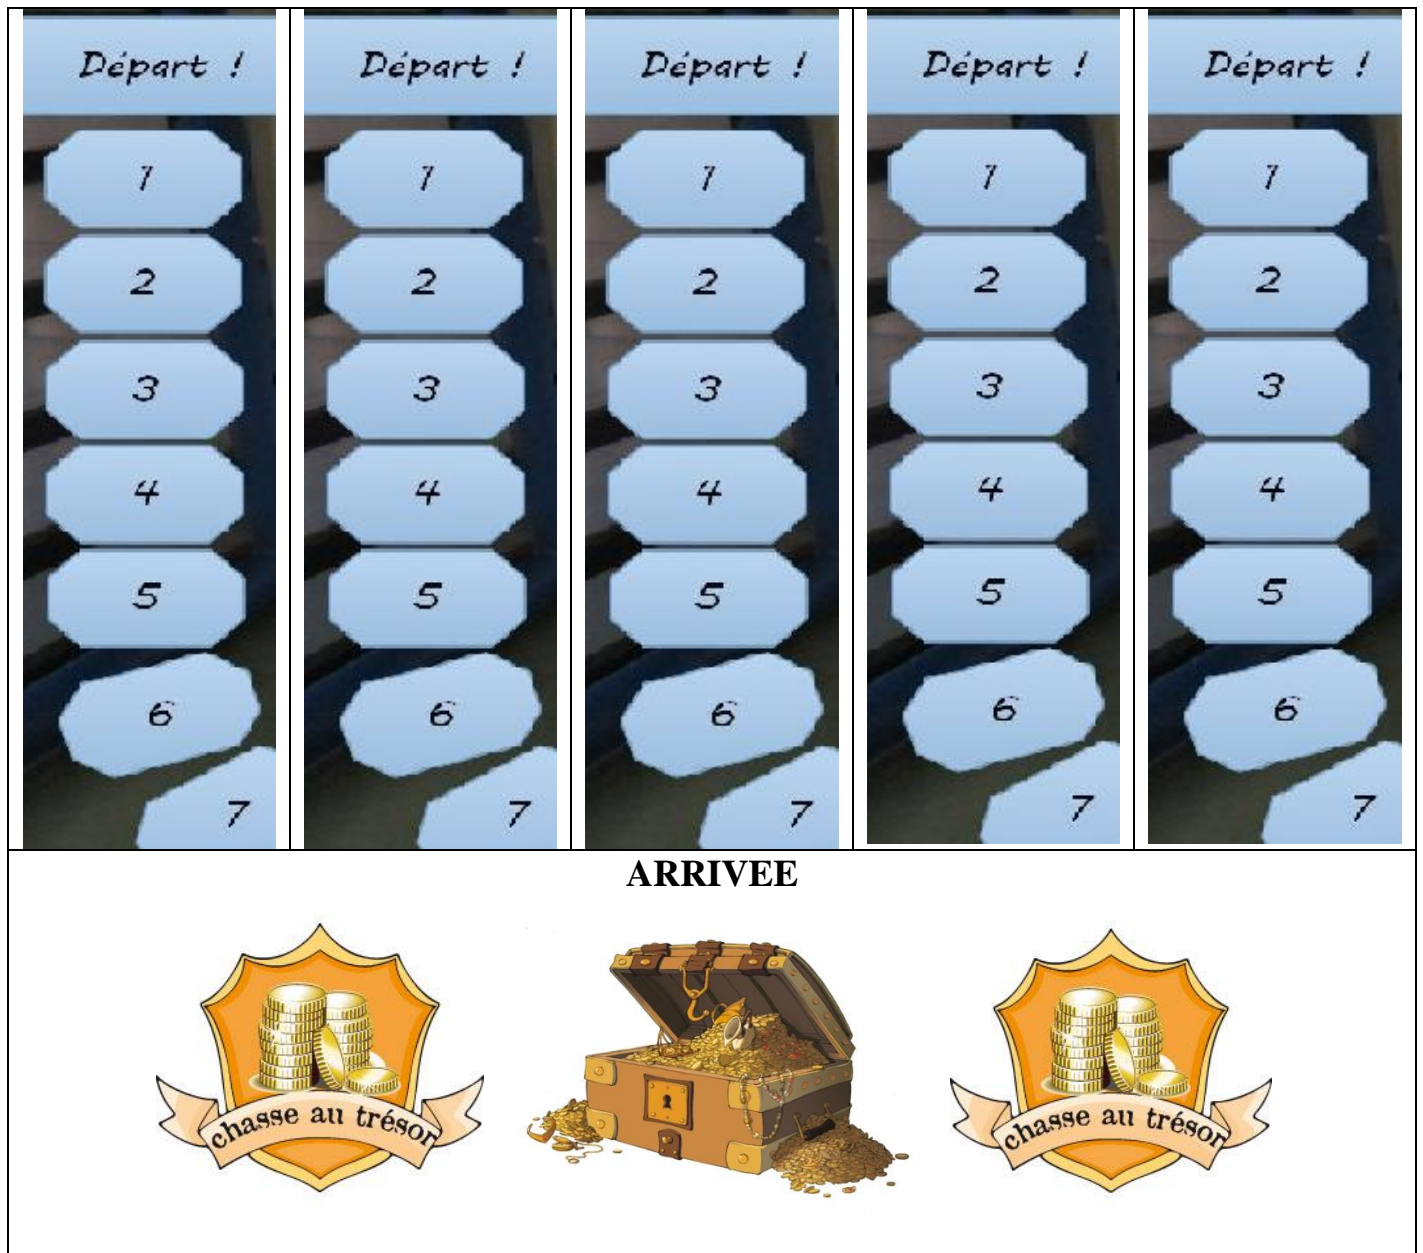 Départ ! Départ ! Départ ! Départ ! Départ !
1 1 1 1 1
2 2 2 2 2
3 3 3 3 3
4 4 4 4 4
5 5 5 5 5
6 6 6 6 6
7 7 7 7 7
ARRIVEE
chasse au trésor chasse au trésor